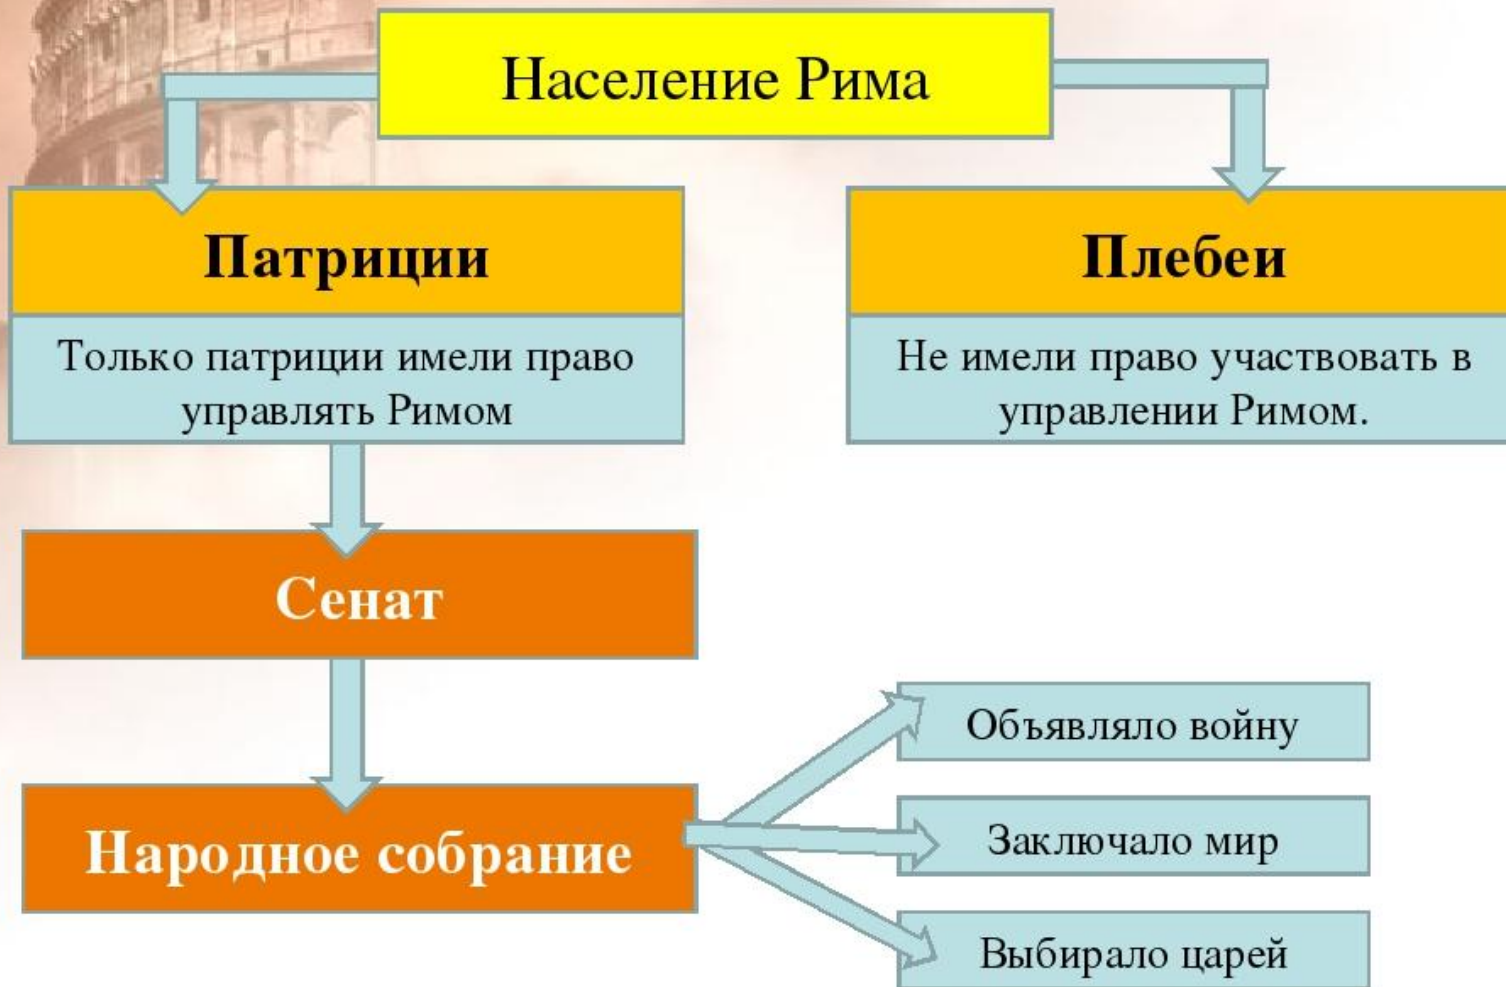 Население Рима
Патриции
Только патриции имели право
управлять Римом
Плебеи
Не имели право участвовать в
управлении Римом.
Сенат
Народное собрание
Объявляло войну
Заключало мир
Выбирало царей